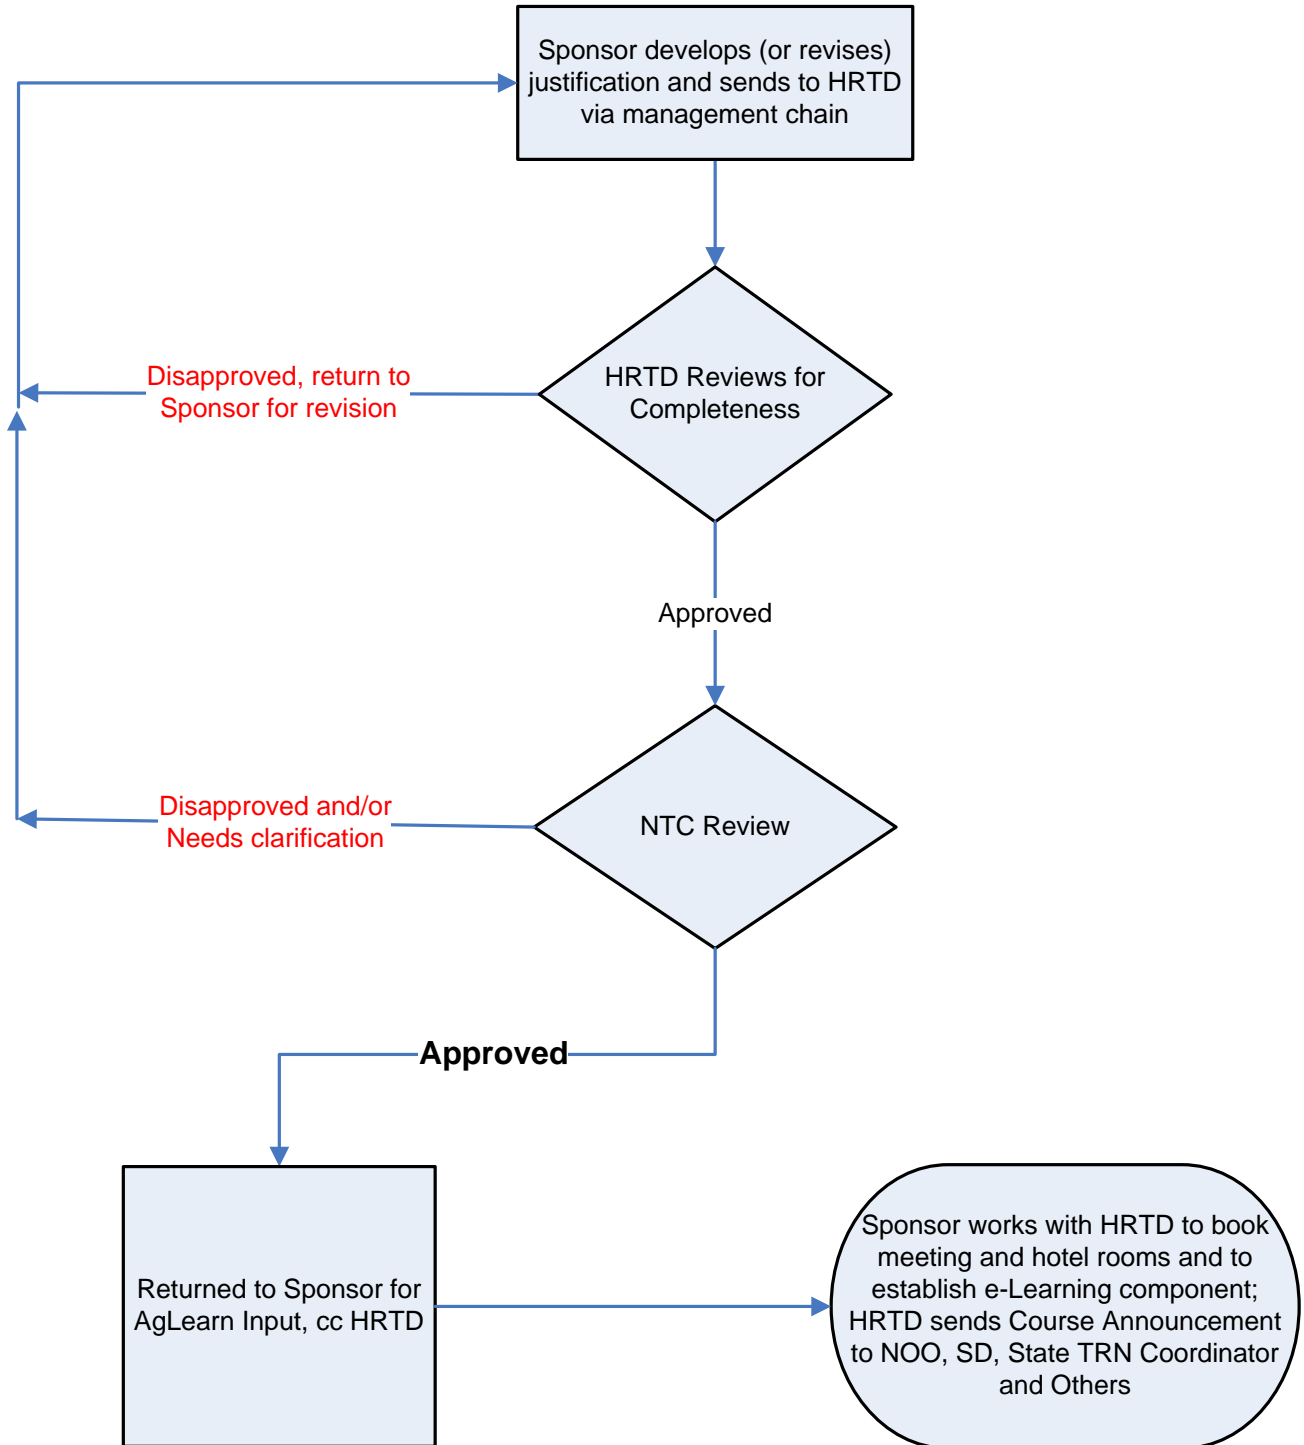 Sponsor develops (or revises)
justification and sends to HRTD
via management chain
Disapproved, return to
Sponsor for revision
HRTD Reviews for
Completeness
Approved
Disapproved and/or
Needs clarification
NTC Review
Approved
Returned to Sponsor for
AgLearn Input, cc HRTD
Sponsor works with HRTD to book
meeting and hotel rooms and to
establish e-Learning component;
HRTD sends Course Announcement
to NOO, SD, State TRN Coordinator
and Others